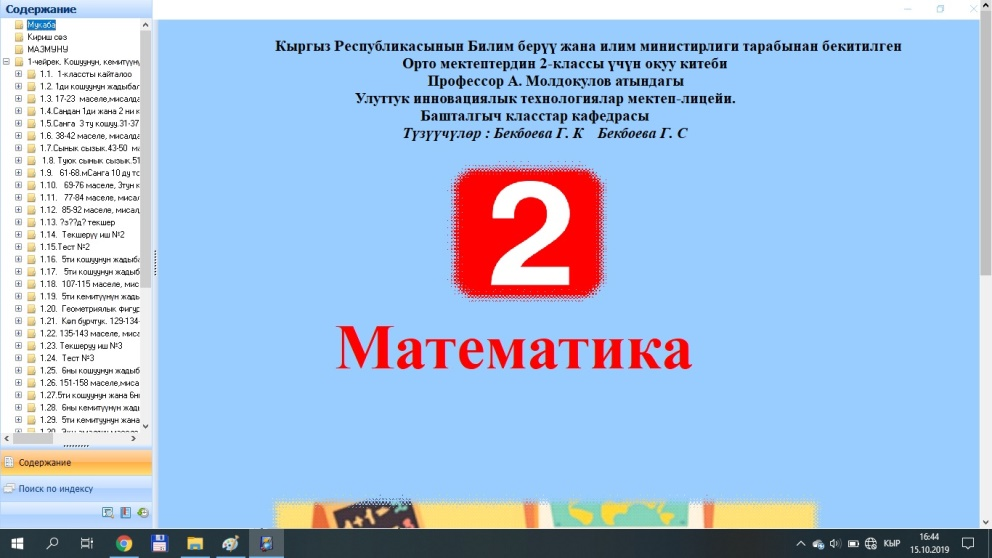 Содержание
Мукаба
Кириш сөз
МАЗМУНУ
1-чейрек. Кошуунун, кемитүүн
1.1. 1-классты кайталоо
1.2. 1ди кошуунун жадыбал
1.3. 17-23 маселе,мисалда
1.4.Сандан 1ди жана 2 ни к
1.5.Санга 3 ту кошуу.31-37
1.6. 38-42 маселе, мисалда
1.7.Сынык сызык.43-50 ма
1.8. Туюк сынык сызык.51
1.9. 61-68.мСанга 10 ду то
1.10. 69-76 маселе, 3тун к
1.11. 77-84 маселе, мисал
1.12. 85-92 маселе, мисал
1.13. ?з??д? текшер
1.14. Текшерүү иш №2
1.15.Тест №2
1.16. 5ти кошуунун жадыба
1.17. 5ти кошуунун жадыб
1.18. 107-115 маселе, мис
1.19. 5ти кемитүүнүн жады
1.20. Геометриялык фигур
1.21. Көп бурчтук. 129-134-
1.22. 135-143 маселе, миса
1.23. Текшерүү иш №3
1.24. Тест №3
1.25. 6ны кошуунун жадыб
1.26. 151-158 маселе,миса
1.27.5ти кошуунун жана 6н
1.28. 6ны кемитүүнүн жад
1.29. 5ти кемитүүнүн жана
Содержание
Поиск по индексу
Кыргыз Республикасынын Билим берүү жана илим министирлиги тарабынан бекитилген
Орто мектептердин 2-классы үчүн окуу китеби
Профессор А. Молдокулов атындагы
Улуттук инновациялык технологиялар мектеп-лицейи.
Башталгыч класстар кафедрасы
Түзүүчүлөр : Бекбоева Г. К Бекбоева Г. С
2
Математика
КЫР
16:44
15.10.2019